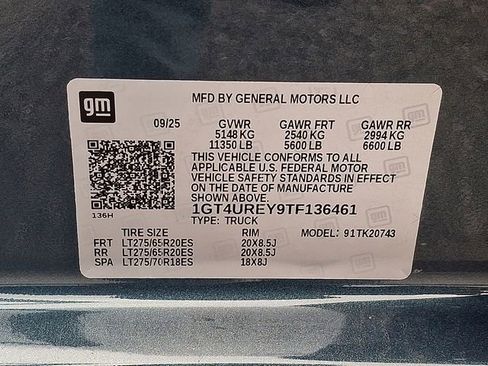 gm
MFD BY GENERAL MOTORS LLC
09/25 GVWR GAWR FRT GAWR RR
5148 KG 2540 KG 2994 KG
11350 LB 5600 LB 6600 LB
THIS VEHICLE CONFORMS TO ALL
APPLICABLE U.S. FEDERAL MOTOR
VEHICLE SAFETY STANDARDS IN EFFECT
ON THE DATE OF MANUFACTURE
SHOWN ABOVE.
136H
1GT4UREY9TF136461
TYPE: TRUCK
TIRE SIZE RIM MODEL: 91TK20743
FRT LT275/65R20ES 20X8.5J
RR LT275/65R20ES 20X8.5J
SPA LT275/70R18ES 18X8J